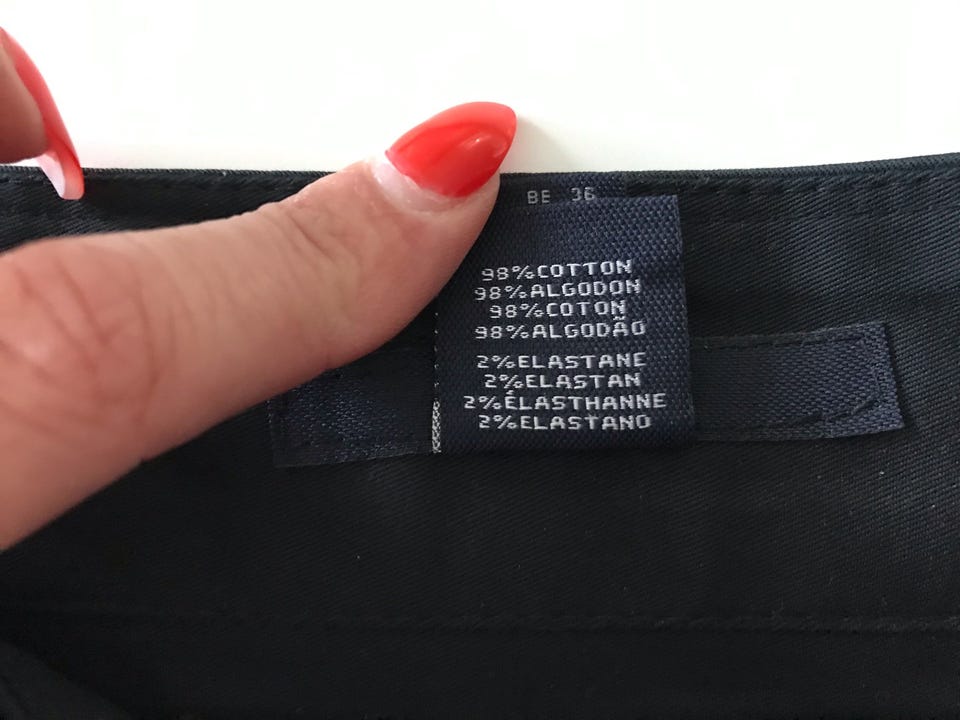 BE 36
98%COTTON
98%ALGODON
98%COTON
98%ALGODÃO
2%ELASTANE
2%ELASTAN
2%ÉLASTHANNE
2%ELASTANO